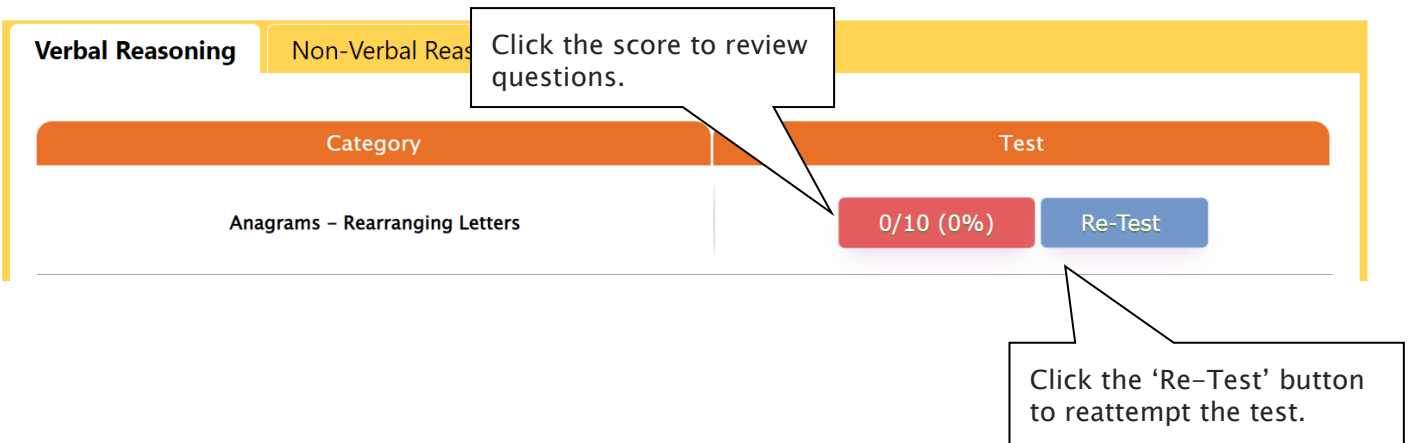 Verbal Reasoning
Non-Verbal Reas
Click the score to review
questions.
Category
Test
Anagrams – Rearranging Letters
0/10 (0%)
Re-Test
Click the ‘Re-Test’ button
to reattempt the test.